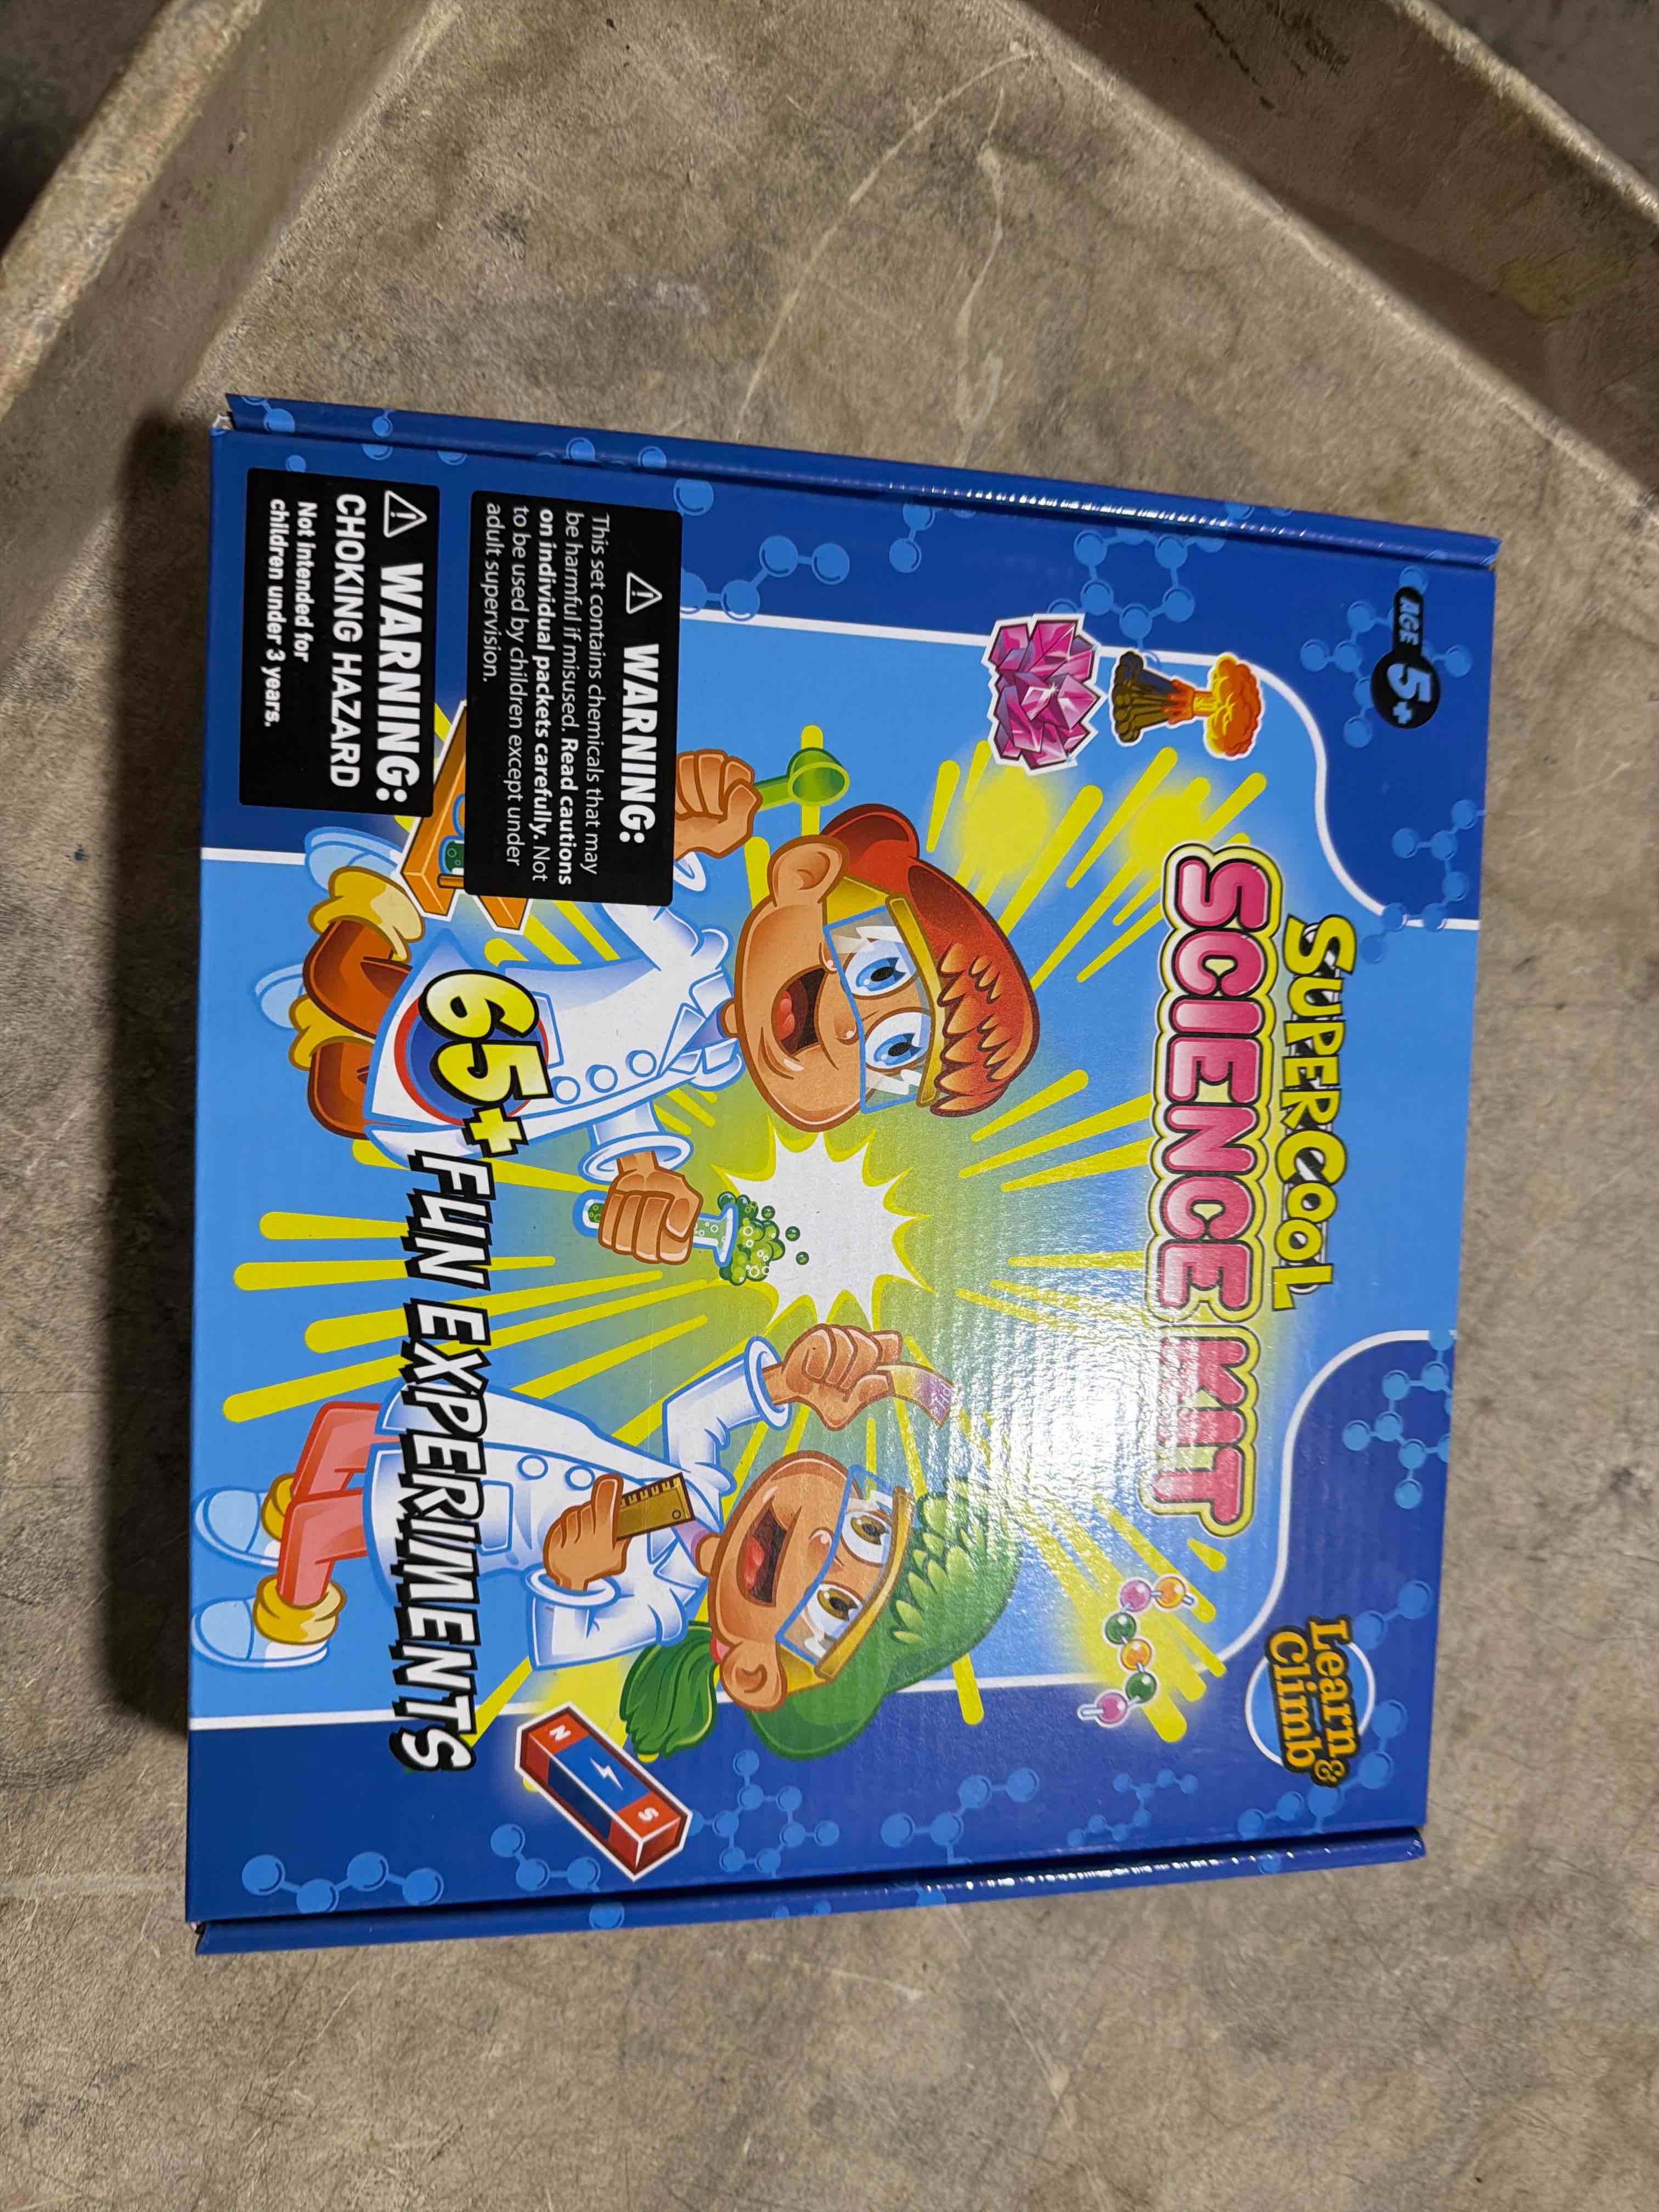 AGE 5+
Learn &
Climb
SUPERCOOL
SCIENCE KIT
65+ FUN EXPERIMENTS
⚠ WARNING:
This set contains chemicals that may
be harmful if misused. Read cautions
on individual packets carefully. Not
to be used by children except under
adult supervision.
⚠ WARNING:
CHOKING HAZARD
Not intended for
children under 3 years.
N
S